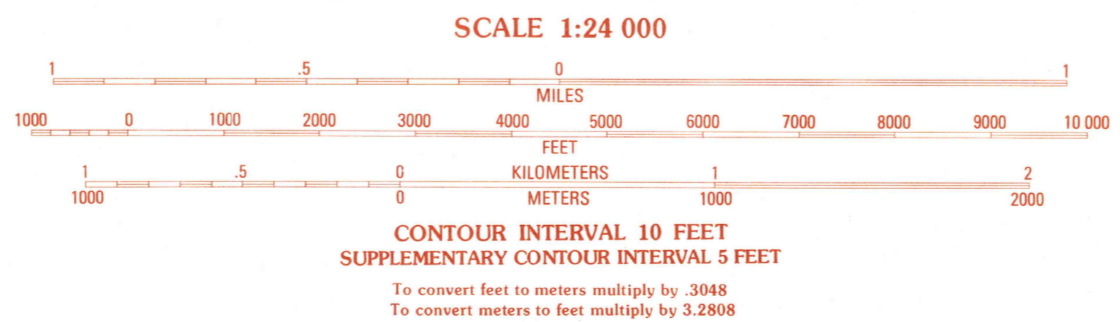 SCALE 1:24 000
1 .5 0 1
MILES
1000 0 1000 2000 3000 4000 5000 6000 7000 8000 9000 10 000
FEET
1 .5 0 KILOMETERS 1 2
1000 0 METERS 1000 2000
CONTOUR INTERVAL 10 FEET
SUPPLEMENTARY CONTOUR INTERVAL 5 FEET
To convert feet to meters multiply by .3048
To convert meters to feet multiply by 3.2808